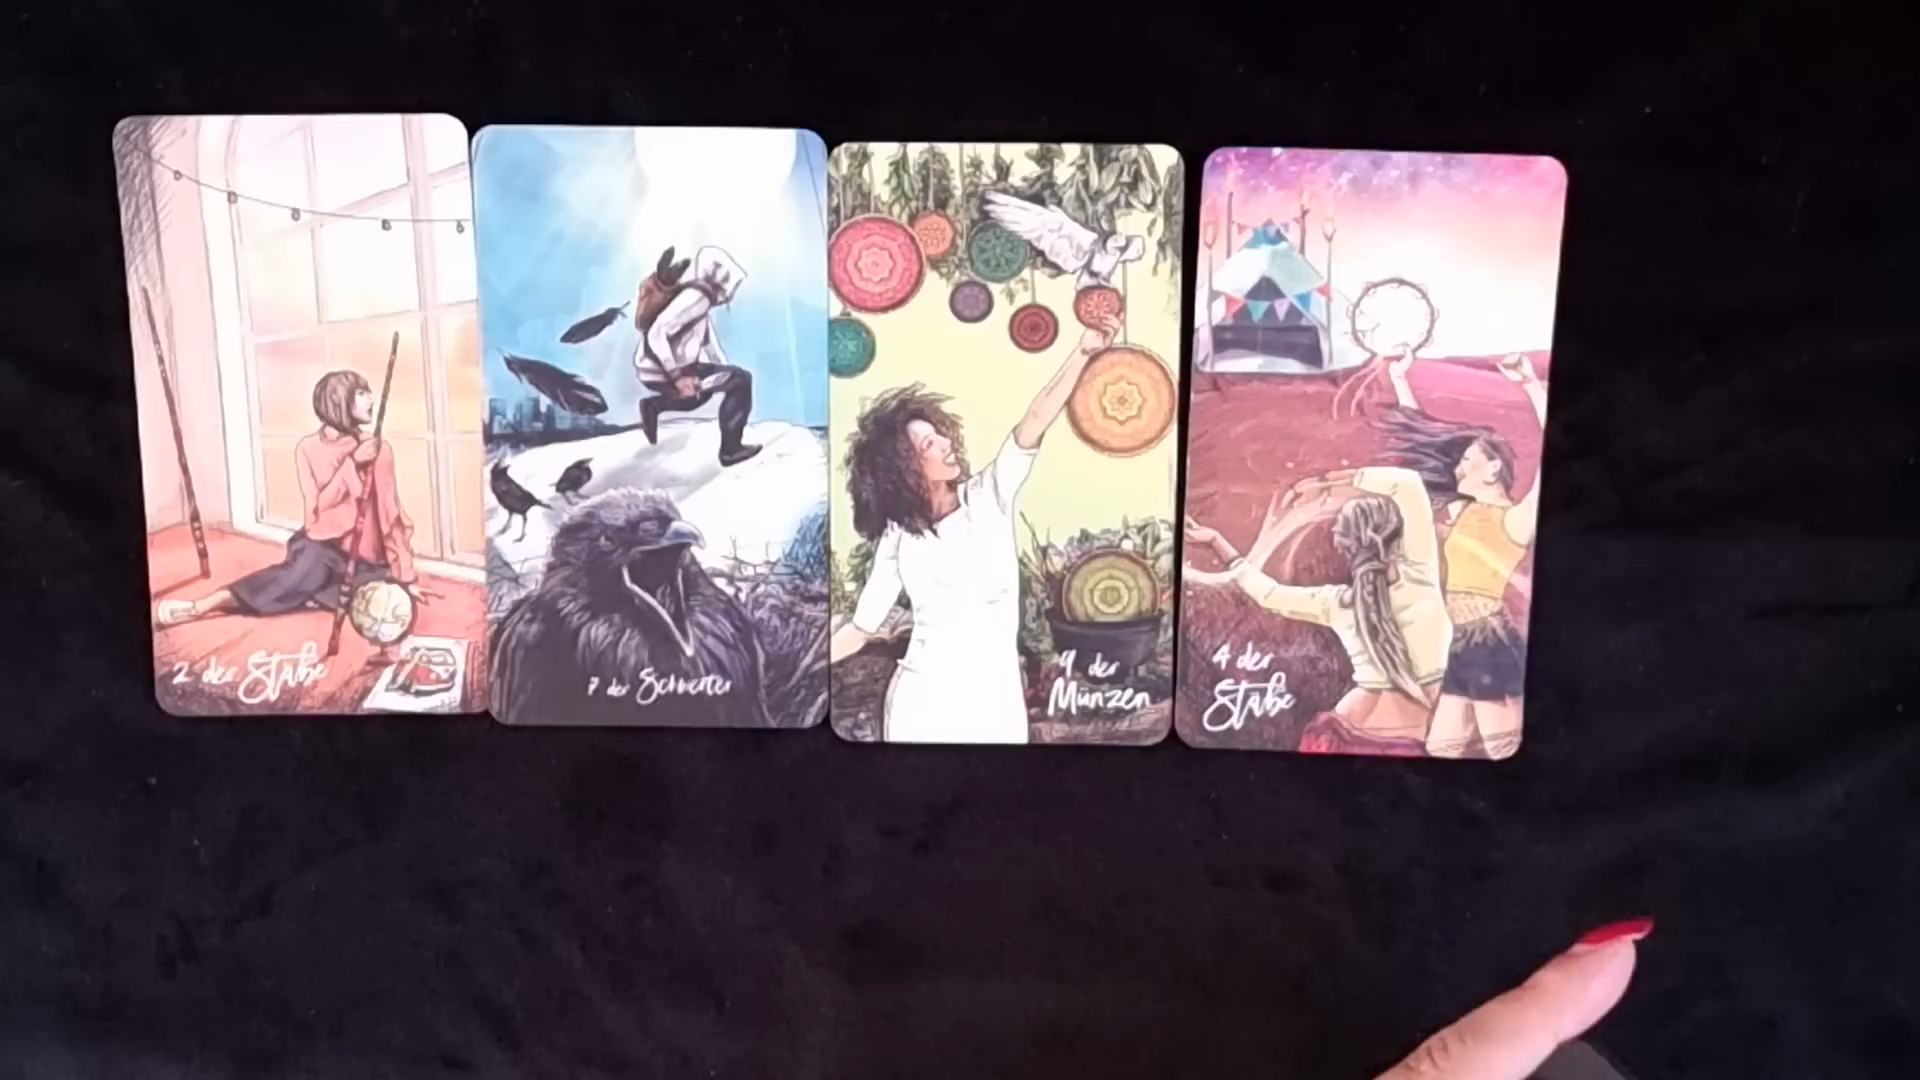 2 der Stäbe
7 der Schwerter
9 der
Münzen
4 der
Stäbe